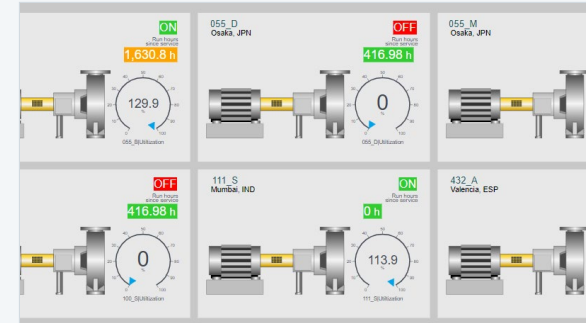 ON
Run hours
since service
1,630.8 h
129.9
%
055_B|Utilization
055_D
Osaka, JPN
OFF
Run hours
since service
416.98 h
0
%
055_D|Utilization
055_M
Osaka, JPN
OFF
Run hours
since service
416.98 h
0
%
100_S|Utilization
111_S
Mumbai, IND
ON
Run hours
since service
0 h
113.9
%
111_S|Utilization
432_A
Valencia, ESP